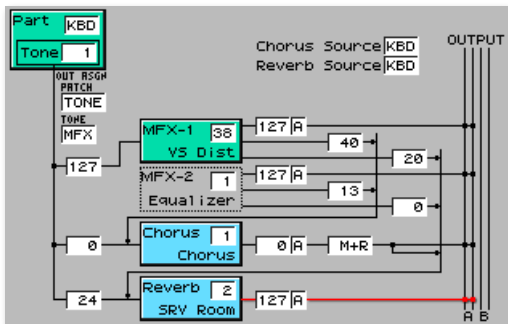 Part KBD
Tone 1
Chorus Source KBD
Reverb Source KBD
OUTPUT
OUT ASGN
PATCH
TONE
TONE
MFX
127
MFX-1 38
VS Dist
127 A
40
20
MFX-2 1
Equalizer
127 A
13
0
0
Chorus 1
Chorus
0 A
M+R
24
Reverb 2
SRV Room
127 A
A B